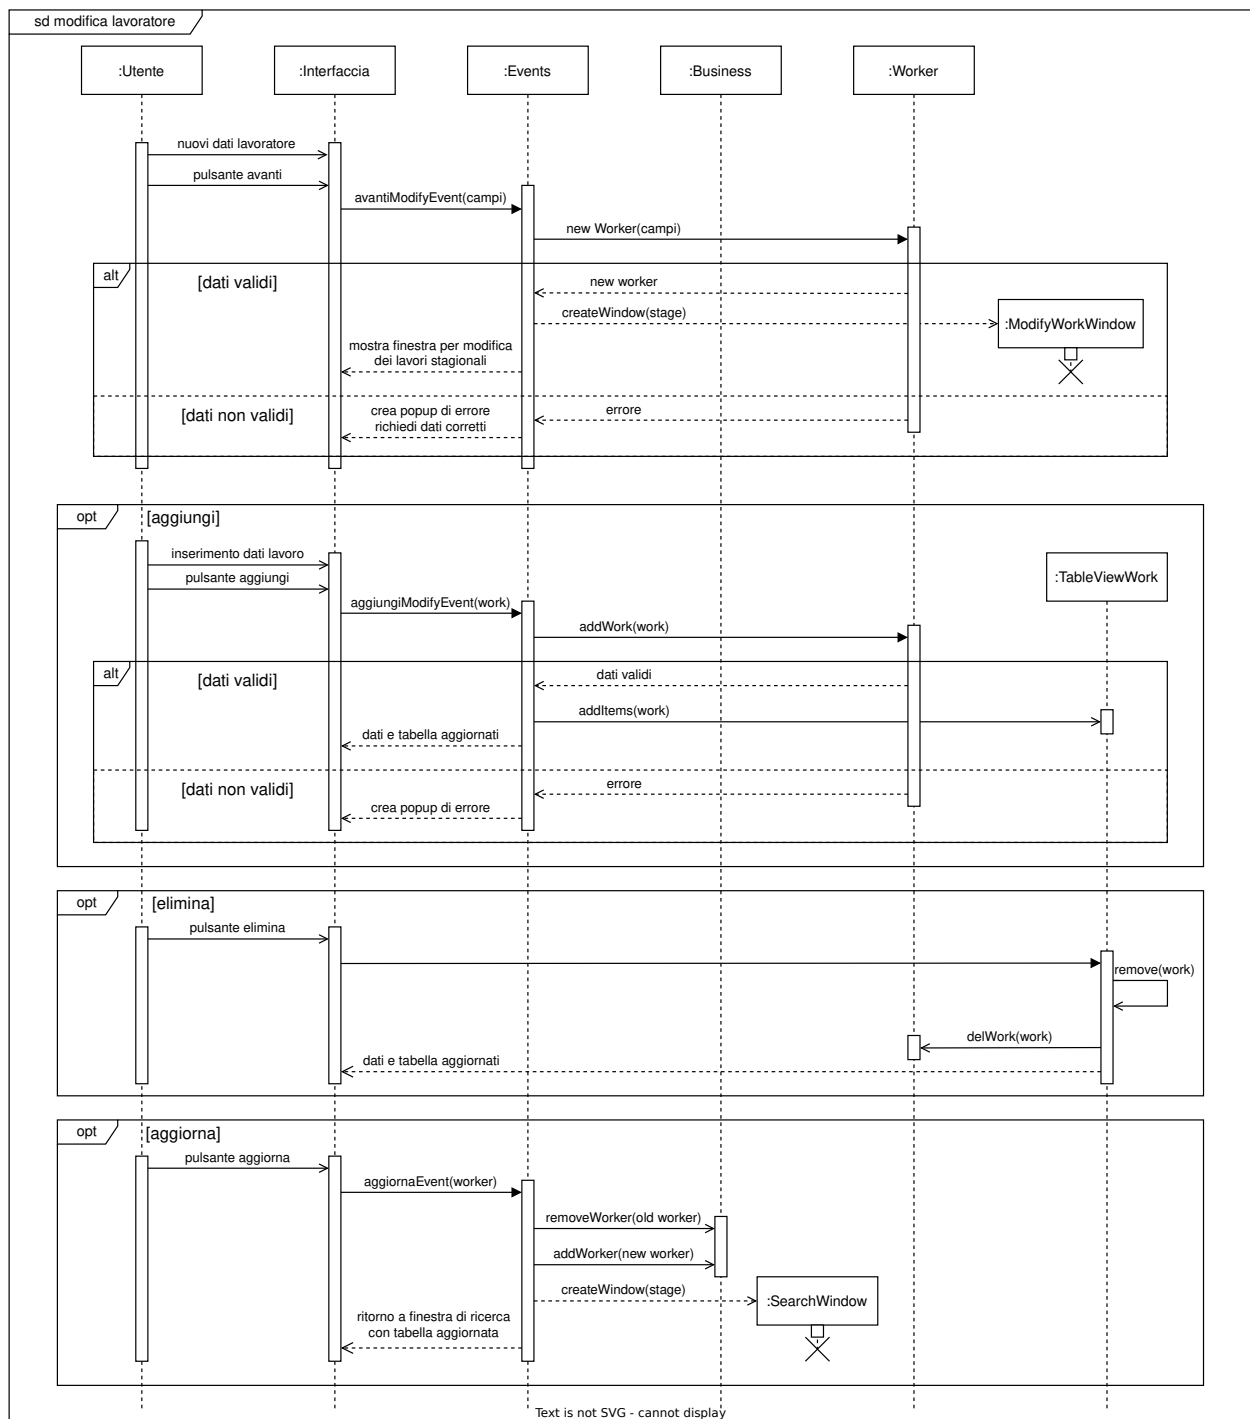 sd modifica lavoratore
:Utente
:Interfaccia
:Events
:Business
:Worker
nuovi dati lavoratore
pulsante avanti
avantiModifyEvent(campi)
new Worker(campi)
alt
[dati validi]
new worker
createWindow(stage)
:ModifyWorkWindow
mostra finestra per modifica
dei lavori stagionali
[dati non validi]
crea popup di errore
richiedi dati corretti
errore
opt
[aggiungi]
inserimento dati lavoro
pulsante aggiungi
:TableViewWork
aggiungiModifyEvent(work)
addWork(work)
alt
[dati validi]
dati validi
addItems(work)
dati e tabella aggiornati
[dati non validi]
errore
crea popup di errore
opt
[elimina]
pulsante elimina
remove(work)
delWork(work)
dati e tabella aggiornati
opt
[aggiorna]
pulsante aggiorna
aggiornaEvent(worker)
removeWorker(old worker)
addWorker(new worker)
createWindow(stage)
:SearchWindow
ritorno a finestra di ricerca
con tabella aggiornata
Text is not SVG - cannot display